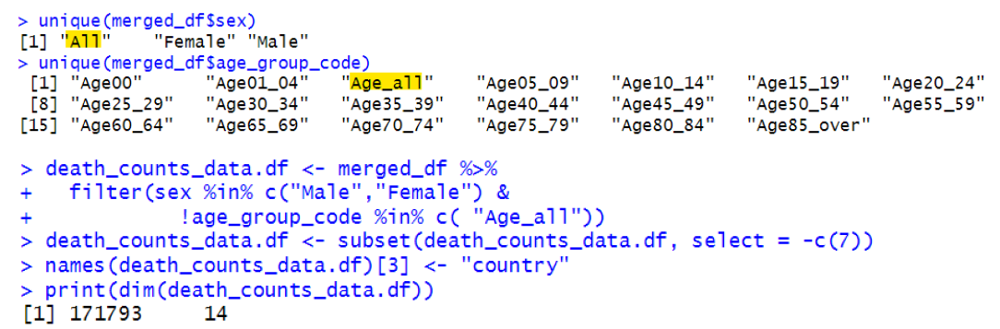 > unique(merged_df$sex)
[1] "All"    "Female" "Male"
> unique(merged_df$age_group_code)
[1] "Age00"      "Age01_04"   "Age_all"    "Age05_09"   "Age10_14"   "Age15_19"   "Age20_24"
[8] "Age25_29"   "Age30_34"   "Age35_39"   "Age40_44"   "Age45_49"   "Age50_54"   "Age55_59"
[15] "Age60_64"   "Age65_69"   "Age70_74"   "Age75_79"   "Age80_84"   "Age85_over"
> death_counts_data.df <- merged_df %>%
+   filter(sex %in% c("Male","Female") &
+            !age_group_code %in% c( "Age_all"))
> death_counts_data.df <- subset(death_counts_data.df, select = -c(7))
> names(death_counts_data.df)[3] <- "country"
> print(dim(death_counts_data.df))
[1] 171793     14